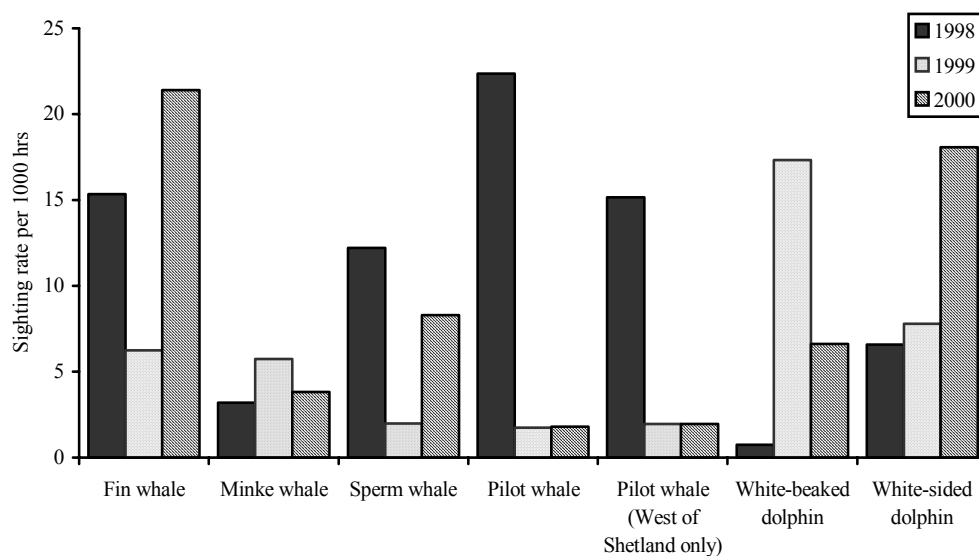 Sighting rate per 1000 hrs
25
20
15
10
5
0
1998
1999
2000
Fin whale
Minke whale
Sperm whale
Pilot whale
Pilot whale
(West of
Shetland only)
White-beaked
dolphin
White-sided
dolphin